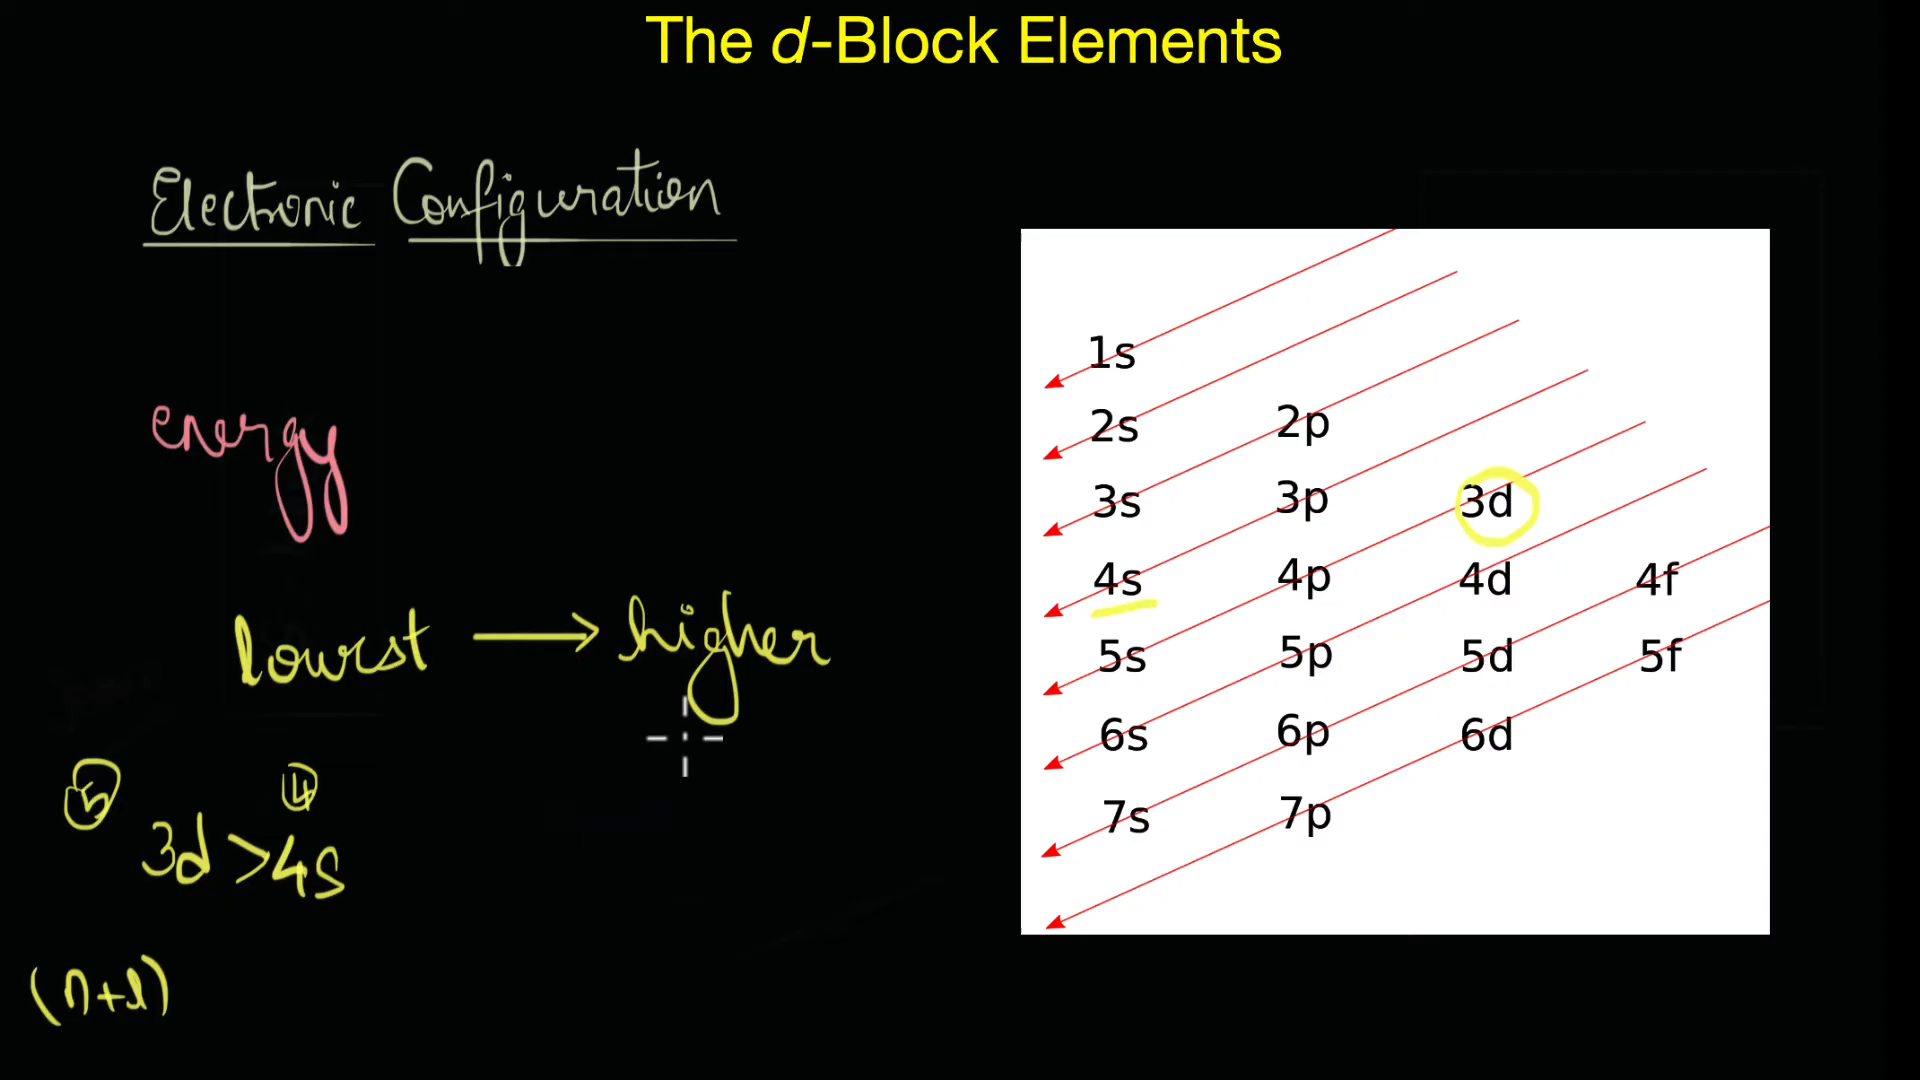 The d-Block Elements
Electronic Configuration
energy
lowest → higher
⑤ ④
3d > 4s
(n+l)
1s
2s 2p
3s 3p 3d
4s 4p 4d 4f
5s 5p 5d 5f
6s 6p 6d
7s 7p